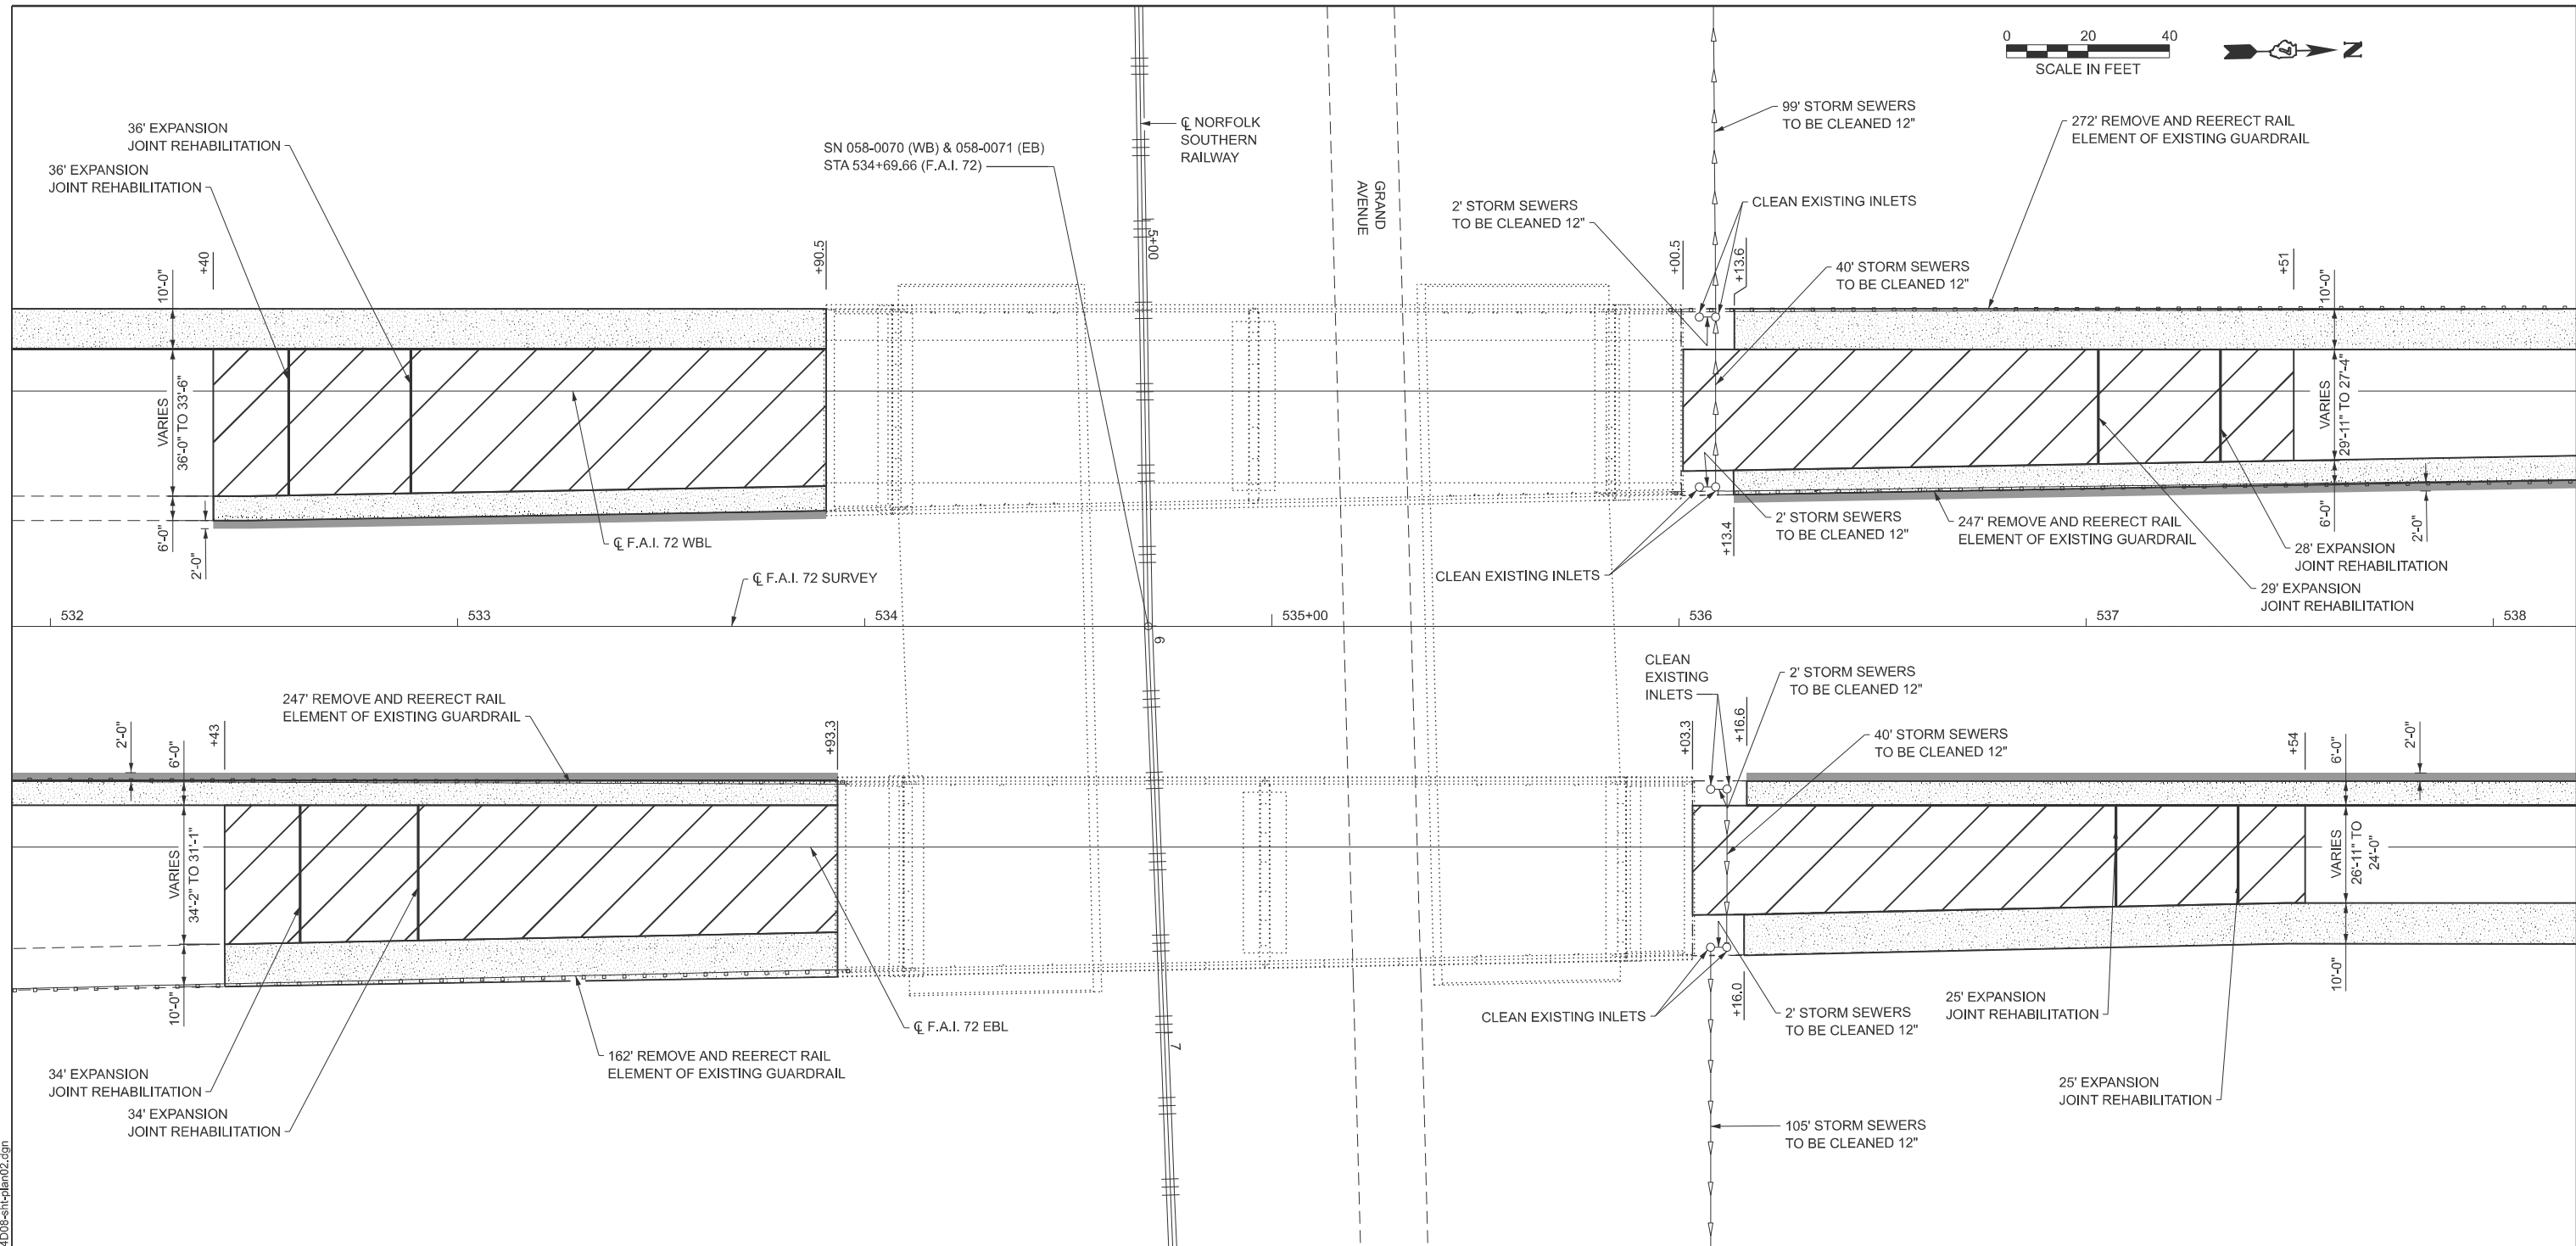 0 20 40
SCALE IN FEET
N
36' EXPANSION
JOINT REHABILITATION
36' EXPANSION
JOINT REHABILITATION
SN 058-0070 (WB) & 058-0071 (EB)
STA 534+69.66 (F.A.I. 72)
℄ NORFOLK
SOUTHERN
RAILWAY
GRAND
AVENUE
5+00
99' STORM SEWERS
TO BE CLEANED 12"
272' REMOVE AND REERECT RAIL
ELEMENT OF EXISTING GUARDRAIL
2' STORM SEWERS
TO BE CLEANED 12"
CLEAN EXISTING INLETS
40' STORM SEWERS
TO BE CLEANED 12"
+40
+90.5
+00.5
+13.6
+51
10'-0"
VARIES
36'-0" TO 33'-6"
6'-0"
2'-0"
10'-0"
VARIES
29'-11" TO 27'-4"
6'-0"
2'-0"
℄ F.A.I. 72 WBL
+13.4
2' STORM SEWERS
TO BE CLEANED 12"
247' REMOVE AND REERECT RAIL
ELEMENT OF EXISTING GUARDRAIL
CLEAN EXISTING INLETS
28' EXPANSION
JOINT REHABILITATION
29' EXPANSION
JOINT REHABILITATION
℄ F.A.I. 72 SURVEY
532 533 534 535+00 536 537 538
6
247' REMOVE AND REERECT RAIL
ELEMENT OF EXISTING GUARDRAIL
CLEAN
EXISTING
INLETS
2' STORM SEWERS
TO BE CLEANED 12"
40' STORM SEWERS
TO BE CLEANED 12"
2'-0"
6'-0"
+43
+93.3
+03.3
+16.6
+54
6'-0"
2'-0"
VARIES
34'-2" TO 31'-1"
10'-0"
VARIES
26'-11" TO
24'-0"
10'-0"
℄ F.A.I. 72 EBL
162' REMOVE AND REERECT RAIL
ELEMENT OF EXISTING GUARDRAIL
34' EXPANSION
JOINT REHABILITATION
34' EXPANSION
JOINT REHABILITATION
7
CLEAN EXISTING INLETS
+16.0
2' STORM SEWERS
TO BE CLEANED 12"
25' EXPANSION
JOINT REHABILITATION
25' EXPANSION
JOINT REHABILITATION
105' STORM SEWERS
TO BE CLEANED 12"
4D08-sht-plan02.dgn